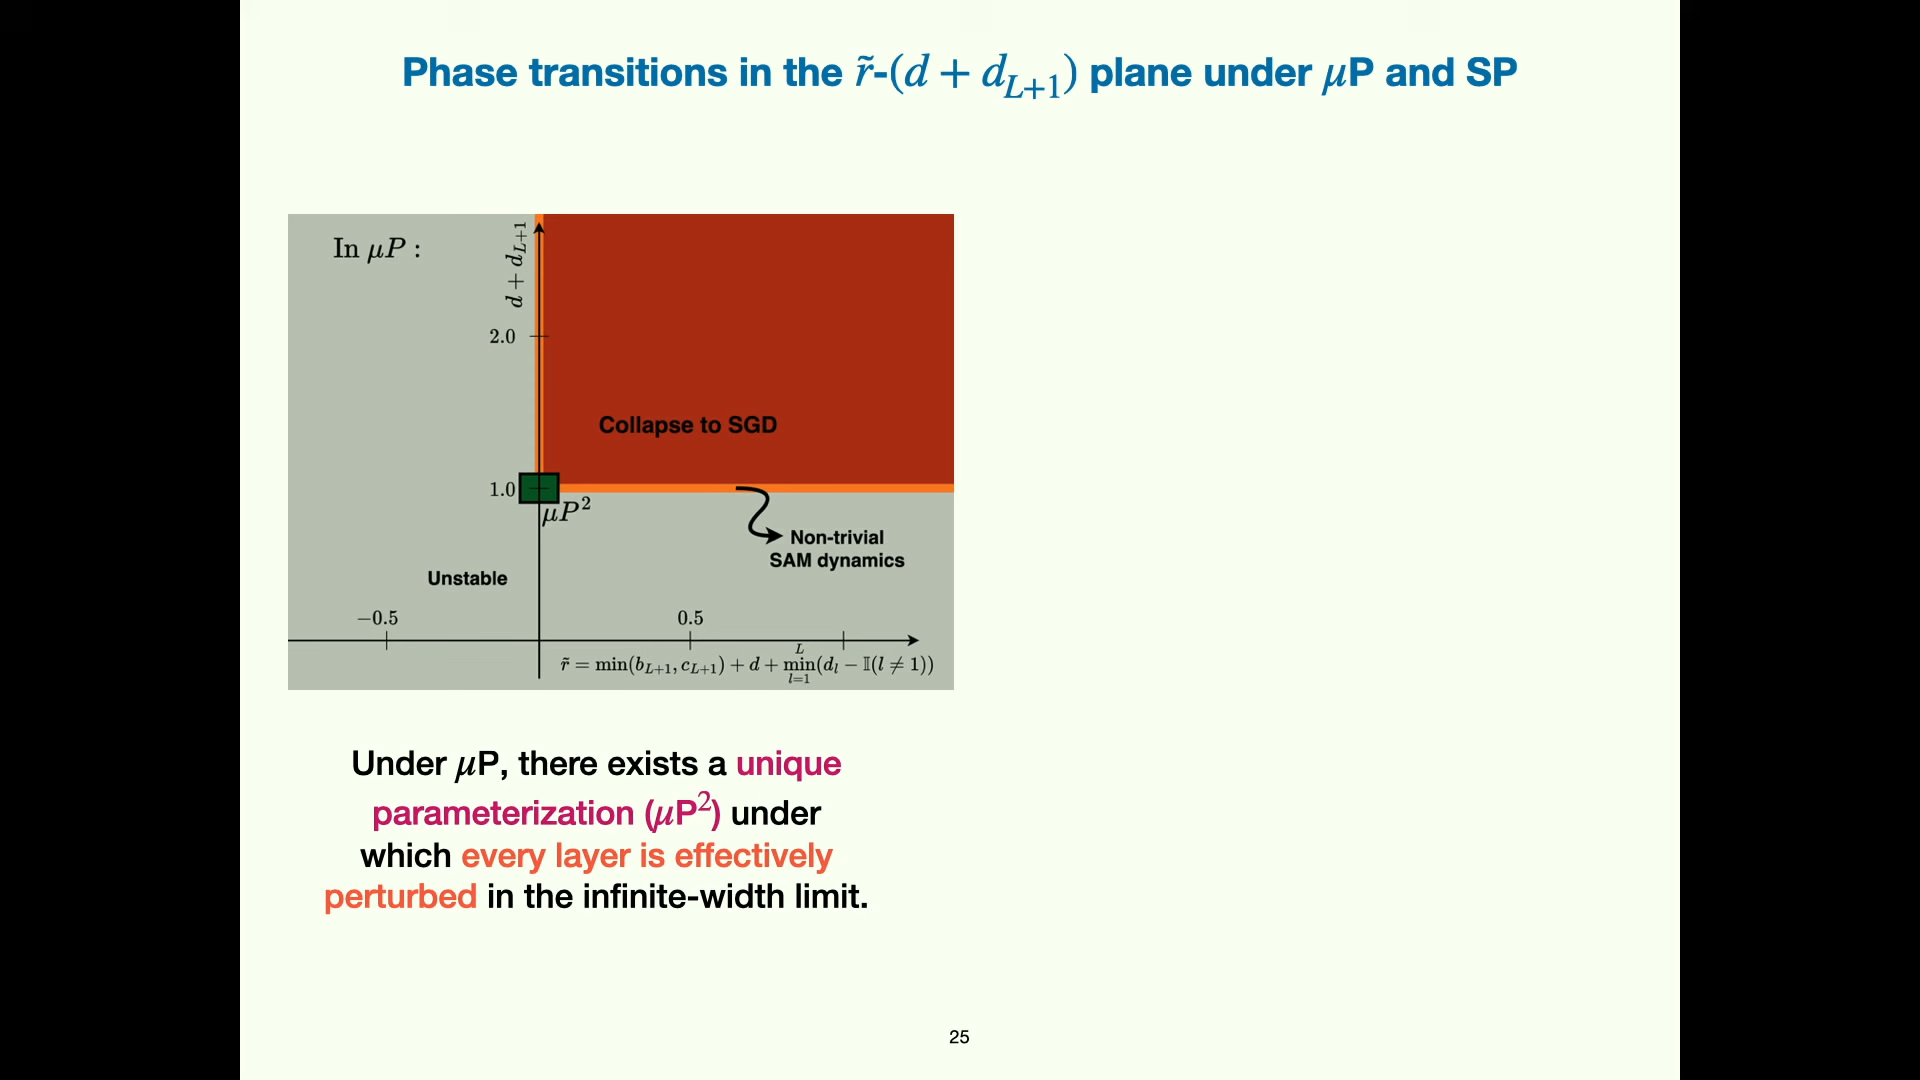 Phase transitions in the r̃-(d + d_{L+1}) plane under μP and SP
In μP :
d + d_{L+1}
2.0
Collapse to SGD
1.0
μP²
Non-trivial
SAM dynamics
Unstable
−0.5
0.5
r̃ = min(b_{L+1}, c_{L+1}) + d + min_{l=1}^{L}(d_l − 𝕀(l ≠ 1))
Under μP, there exists a unique
parameterization (μP²) under
which every layer is effectively
perturbed in the infinite-width limit.
25